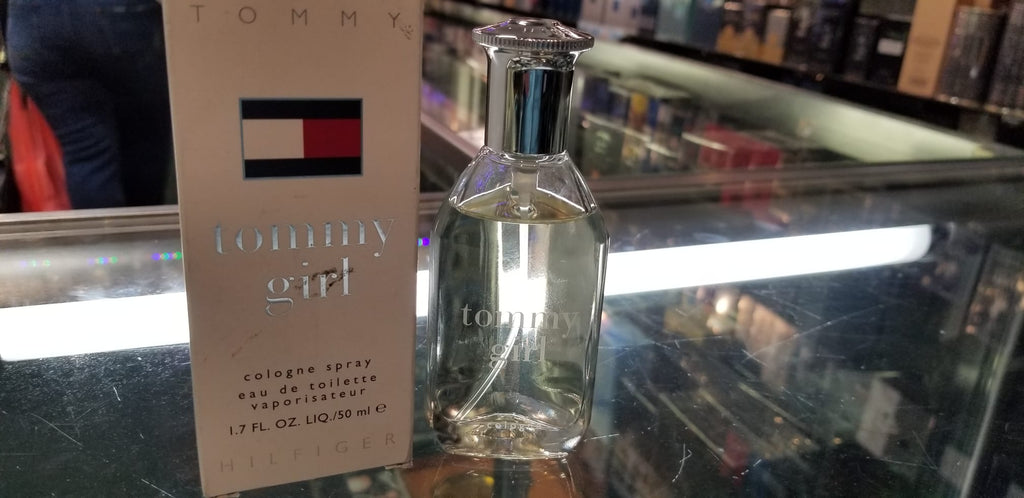 TOMMY
tommy
girl
cologne spray
eau de toilette
vaporisateur
1.7 FL. OZ. LIQ./50 ml ℮
HILFIGER
tommy
girl
cologne